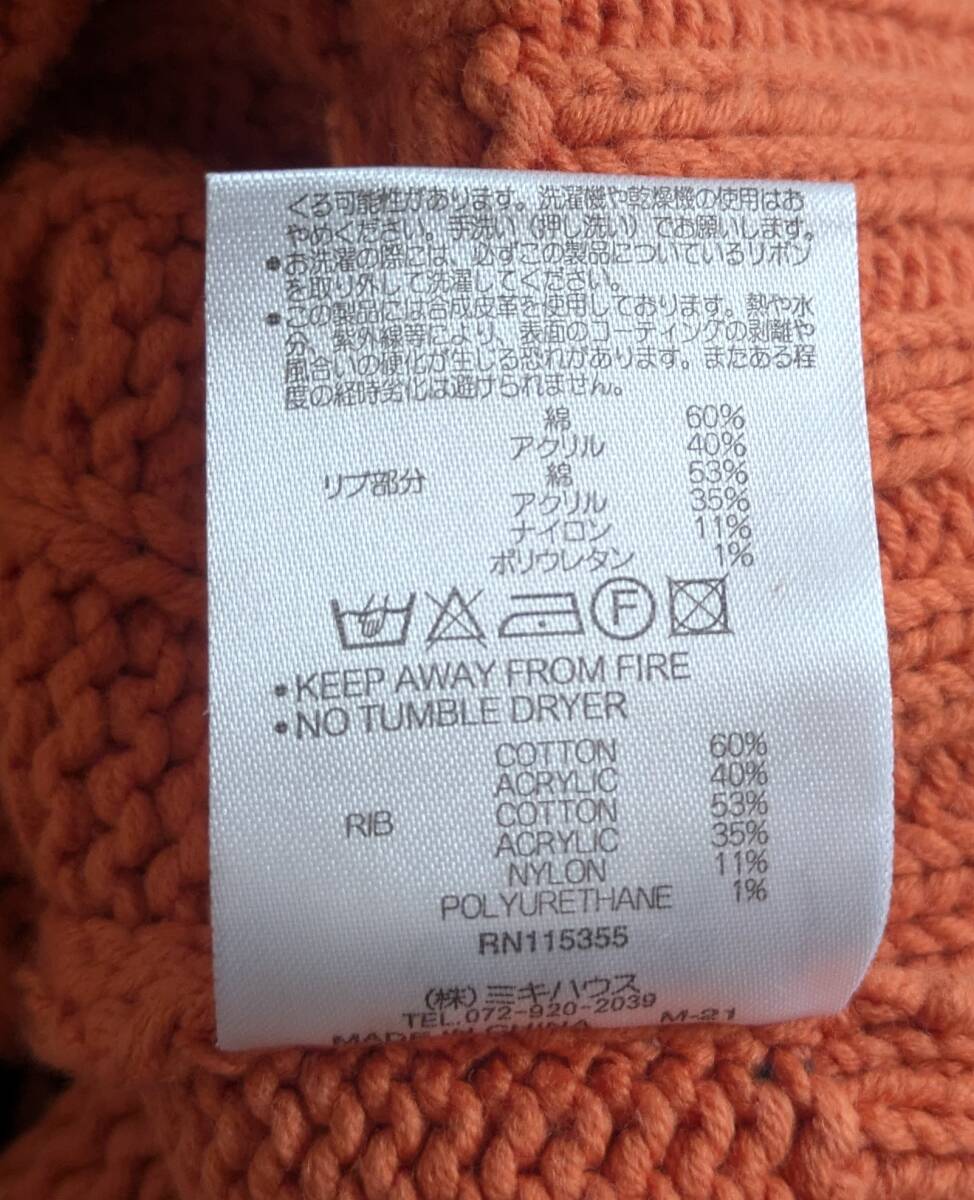 くる可能性があります。洗濯機や乾燥機の使用はお
やめください。手洗い(押し洗い)でお願いします。
●お洗濯の際には、必ずこの製品についているリボン
を取り外して洗濯してください。
●この製品には合成皮革を使用しております。熱や水
分、紫外線等により、表面のコーティングの剥離や
風合いの硬化が生じる恐れがあります。またある程
度の経時劣化は避けられません。
綿 60%
アクリル 40%
リブ部分 綿 53%
アクリル 35%
ナイロン 11%
ポリウレタン 1%
F
•KEEP AWAY FROM FIRE
•NO TUMBLE DRYER
COTTON 60%
ACRYLIC 40%
RIB COTTON 53%
ACRYLIC 35%
NYLON 11%
POLYURETHANE 1%
RN115355
(株)ミキハウス
TEL.072-920-2039
MADE IN CHINA M-21